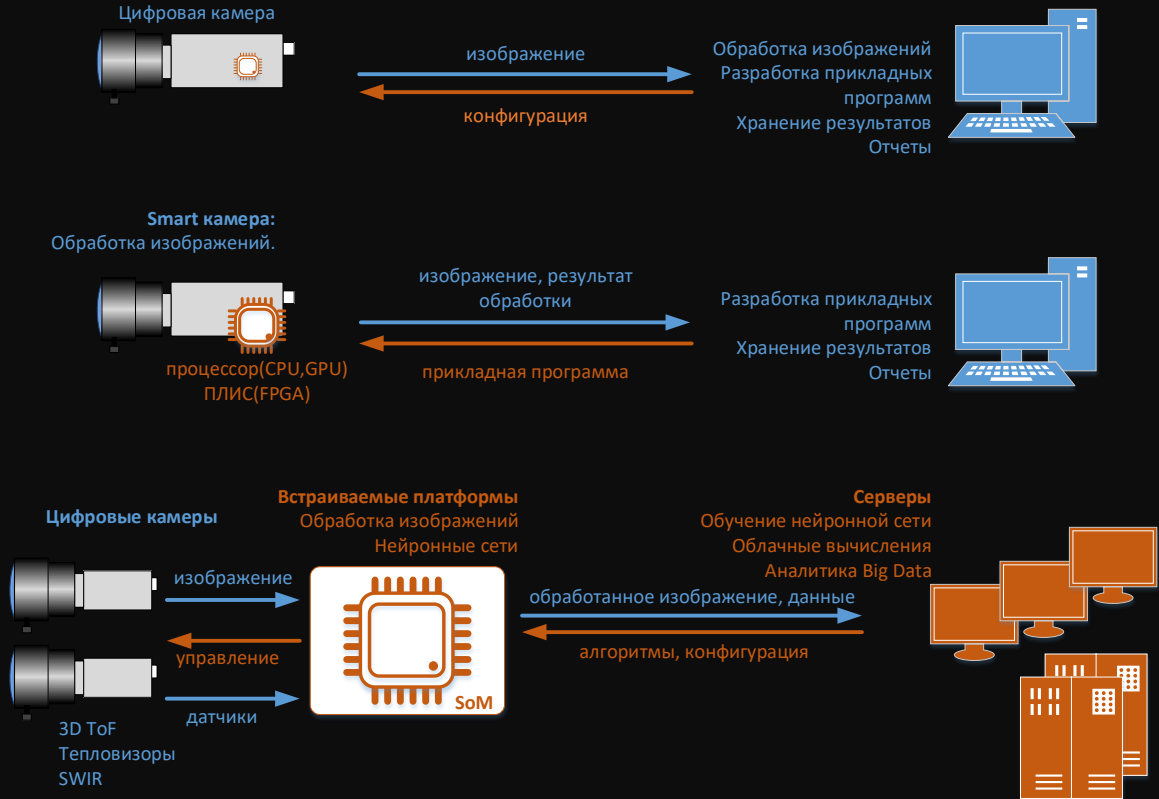 Цифровая камера
изображение
конфигурация
Обработка изображений
Разработка прикладных
программ
Хранение результатов
Отчеты
Smart камера:
Обработка изображений.
процессор(CPU,GPU)
ПЛИС(FPGA)
изображение, результат
обработки
прикладная программа
Разработка прикладных
программ
Хранение результатов
Отчеты
Цифровые камеры
3D ToF
Тепловизоры
SWIR
изображение
управление
датчики
Встраиваемые платформы
Обработка изображений
Нейронные сети
SoM
обработанное изображение, данные
алгоритмы, конфигурация
Серверы
Обучение нейронной сети
Облачные вычисления
Аналитика Big Data